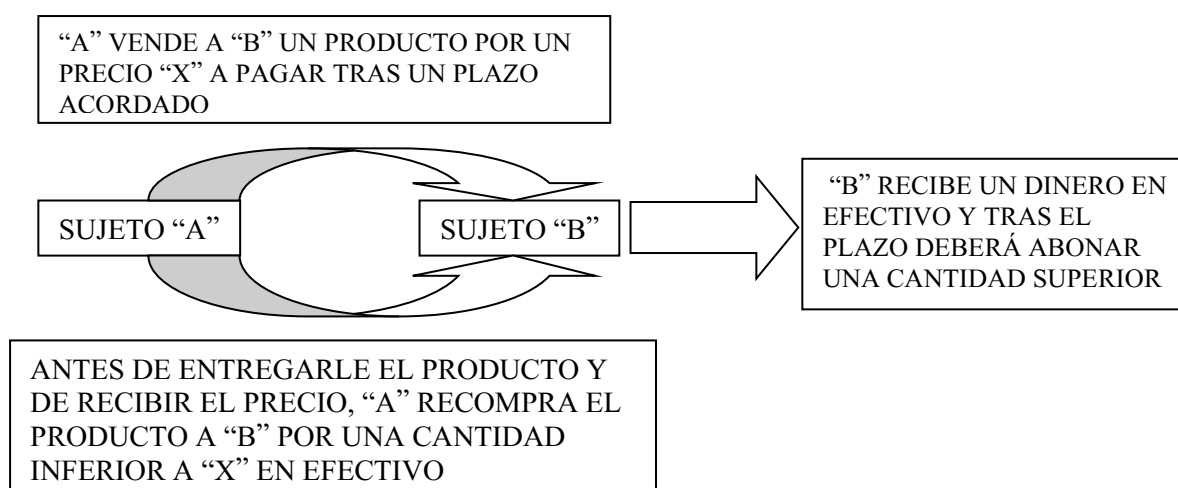 “A” VENDE A “B” UN PRODUCTO POR UN
PRECIO “X” A PAGAR TRAS UN PLAZO
ACORDADO
SUJETO “A”
SUJETO “B”
“B” RECIBE UN DINERO EN
EFECTIVO Y TRAS EL
PLAZO DEBERÁ ABONAR
UNA CANTIDAD SUPERIOR
ANTES DE ENTREGARLE EL PRODUCTO Y
DE RECIBIR EL PRECIO, “A” RECOMPRA EL
PRODUCTO A “B” POR UNA CANTIDAD
INFERIOR A “X” EN EFECTIVO